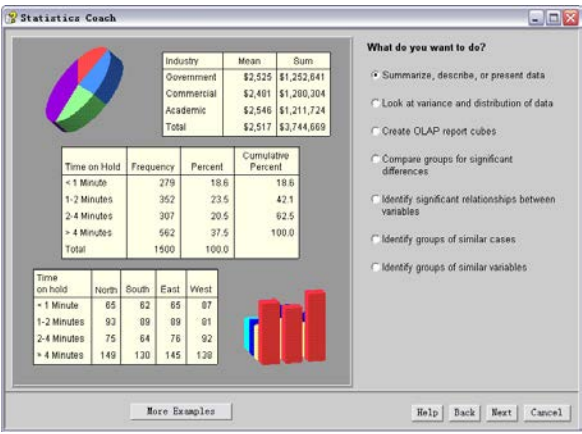 Statistics Coach
Industry Mean Sum
Government $2,525 $1,252,641
Commercial $2,481 $1,280,304
Academic $2,546 $1,211,724
Total $2,517 $3,744,669
Time on Hold Frequency Percent Cumulative Percent
< 1 Minute 279 18.6 18.6
1-2 Minutes 352 23.5 42.1
2-4 Minutes 307 20.5 62.5
> 4 Minutes 562 37.5 100.0
Total 1500 100.0
Time on hold North South East West
< 1 Minute 65 62 65 87
1-2 Minutes 93 89 89 81
2-4 Minutes 75 64 76 92
> 4 Minutes 149 130 145 138
More Examples
What do you want to do?
Summarize, describe, or present data
Look at variance and distribution of data
Create OLAP report cubes
Compare groups for significant
differences
Identify significant relationships between
variables
Identify groups of similar cases
Identify groups of similar variables
Help Back Next Cancel